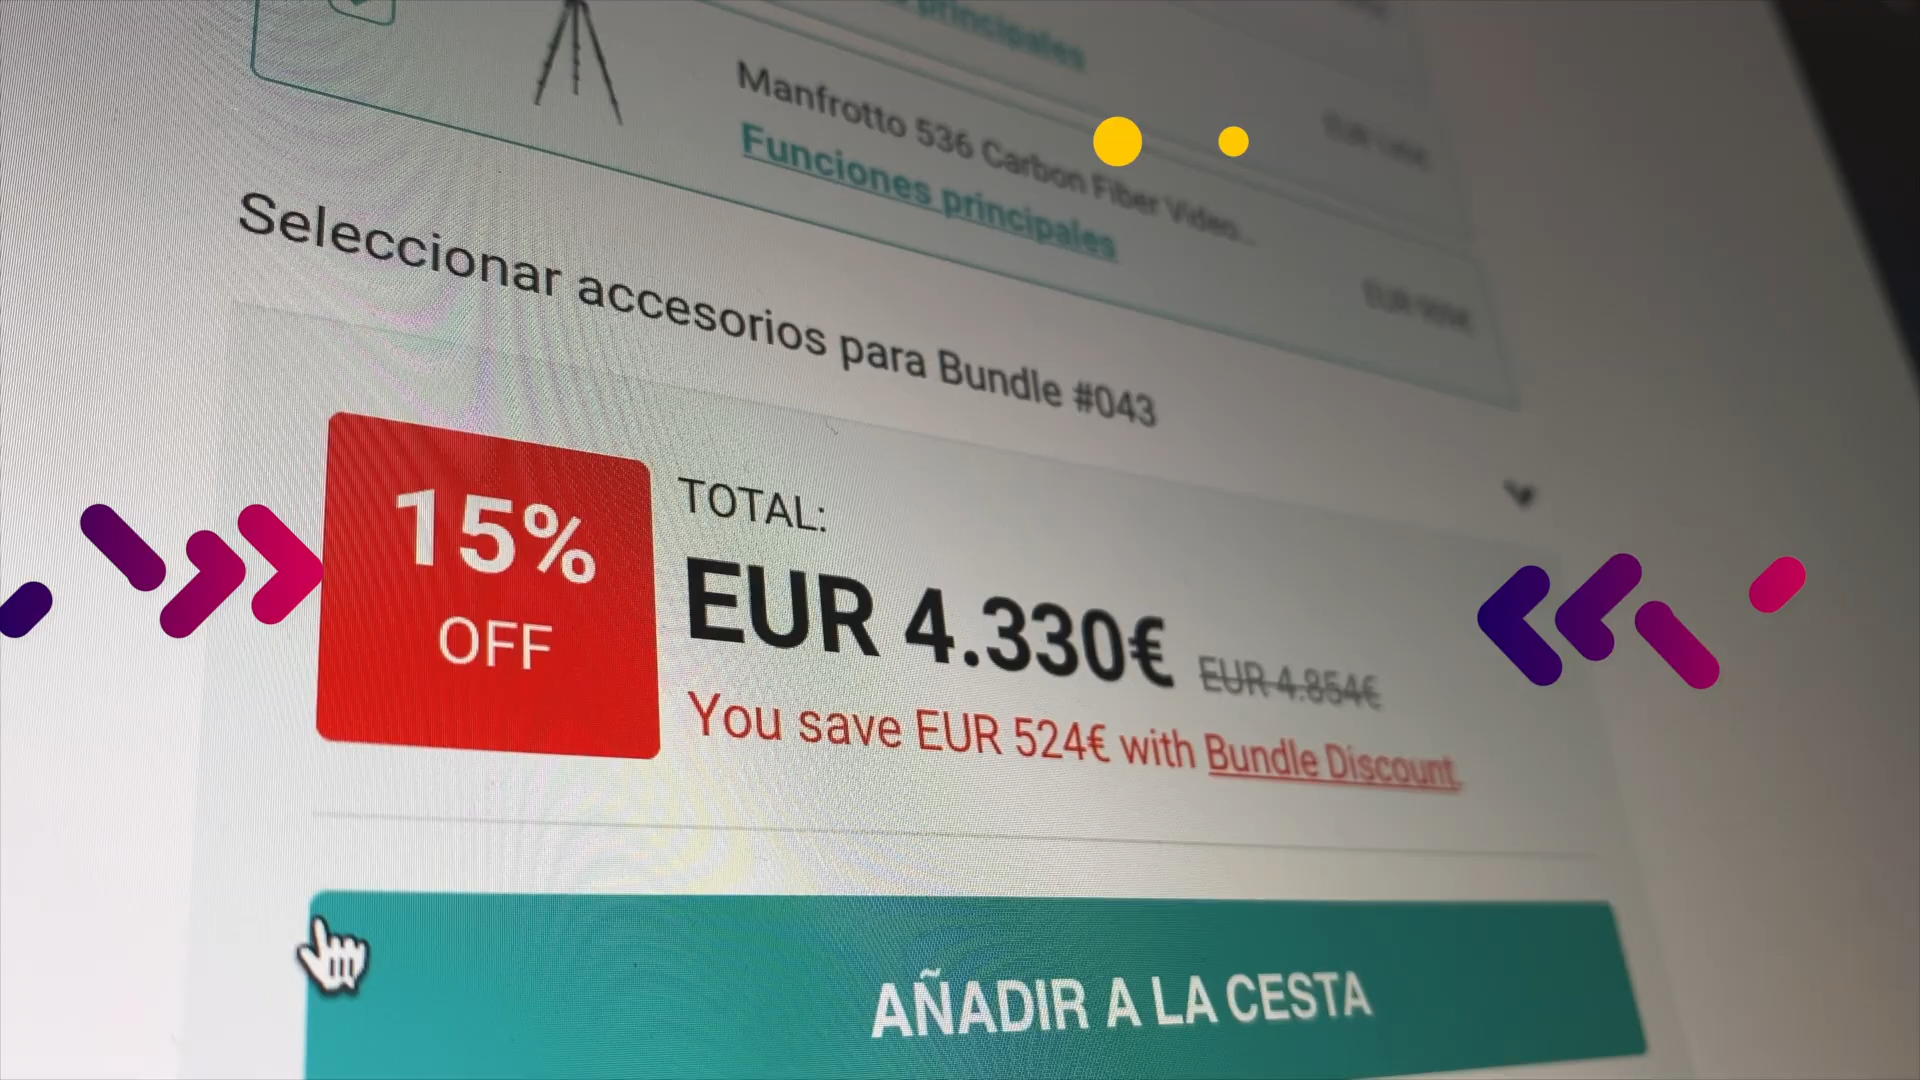 principales
Manfrotto 536 Carbon Fiber Video...
Funciones principales
Seleccionar accesorios para Bundle #043
15%
OFF
TOTAL:
EUR 4.330€ EUR 4.854€
You save EUR 524€ with Bundle Discount.
AÑADIR A LA CESTA